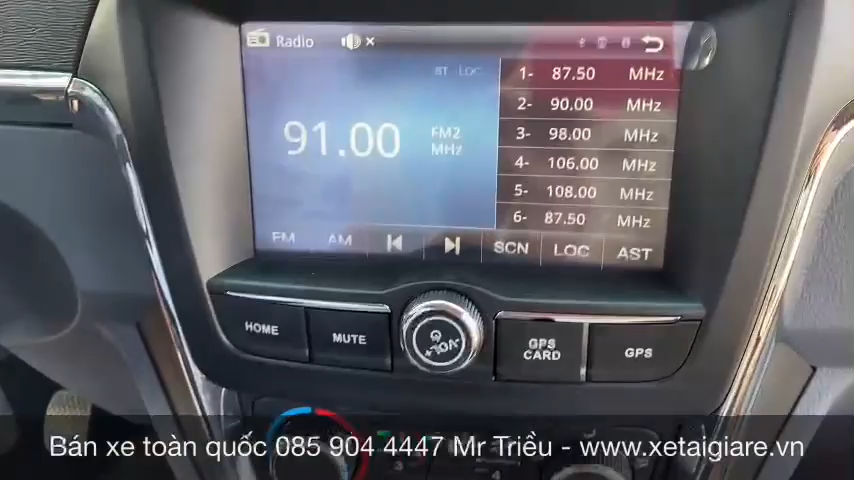 Radio
ST LOC
91.00
FM2
MHz
1- 87.50 MHz
2- 90.00 MHz
3- 98.00 MHz
4- 106.00 MHz
5- 108.00 MHz
6- 87.50 MHz
FM AM SCN LOC AST
HOME MUTE GPS CARD GPS
Bán xe toàn quốc 085 904 4447 Mr Triều - www.xetaigiare.vn